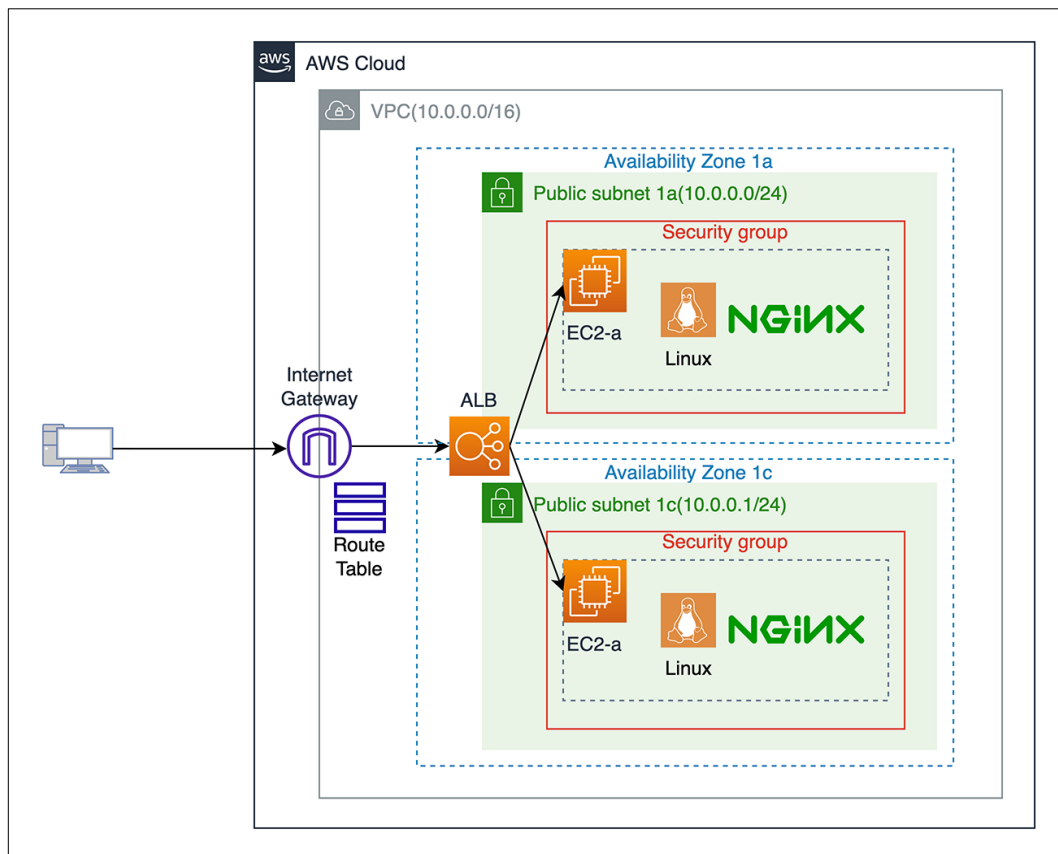 aws
AWS Cloud
VPC(10.0.0.0/16)
Availability Zone 1a
Public subnet 1a(10.0.0.0/24)
Security group
EC2-a
Linux
NGiNX
Internet
Gateway
ALB
Route
Table
Availability Zone 1c
Public subnet 1c(10.0.0.1/24)
Security group
EC2-a
Linux
NGiNX